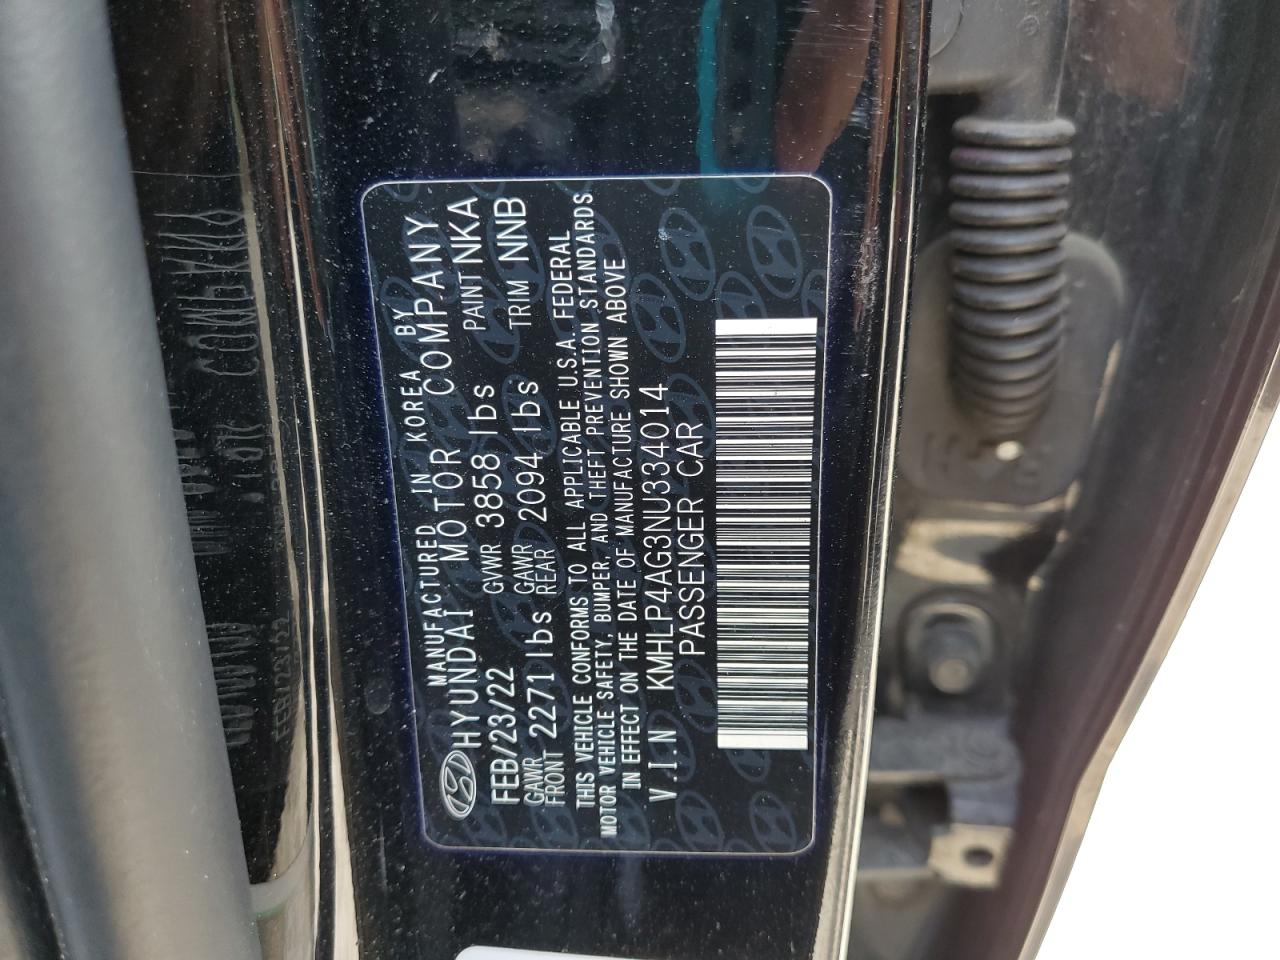 MANUFACTURED IN KOREA BY
HYUNDAI MOTOR COMPANY
FEB/23/22 GVWR 3858 lbs PAINT NKA
GAWR FRONT 2271 lbs GAWR REAR 2094 lbs TRIM NNB
THIS VEHICLE CONFORMS TO ALL APPLICABLE U.S.A. FEDERAL
MOTOR VEHICLE SAFETY, BUMPER, AND THEFT PREVENTION STANDARDS
IN EFFECT ON THE DATE OF MANUFACTURE SHOWN ABOVE
V.I.N KMHLP4AG3NU334014
PASSENGER CAR